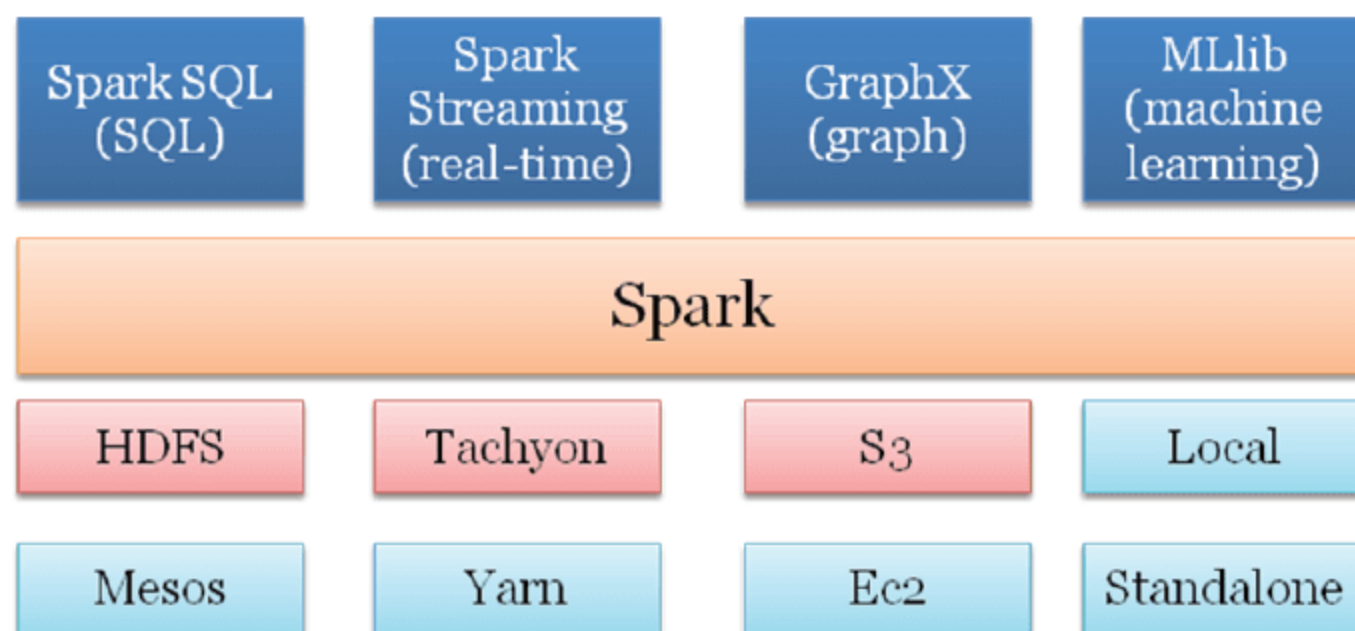 Spark SQL
(SQL)
Spark
Streaming
(real-time)
GraphX
(graph)
MLlib
(machine
learning)
Spark
HDFS
Tachyon
S3
Local
Mesos
Yarn
Ec2
Standalone